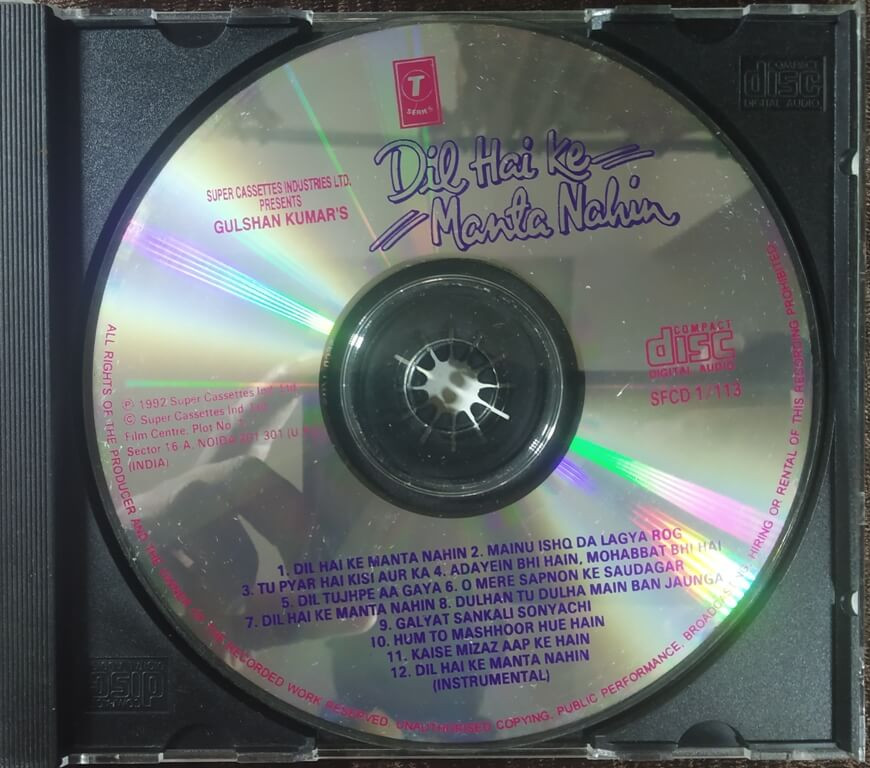 T
SERIES
SUPER CASSETTES INDUSTRIES LTD.
PRESENTS
GULSHAN KUMAR'S
Dil Hai Ke
Manta Nahin
COMPACT
disc
DIGITAL AUDIO
COMPACT
disc
DIGITAL AUDIO
SFCD 1/113
℗ 1992 Super Cassettes Ind. Ltd.
© Super Cassettes Ind. Ltd.
Film Centre, Plot No.
Sector 16 A, NOIDA 201 301 (U.
(INDIA)
1. DIL HAI KE MANTA NAHIN 2. MAINU ISHQ DA LAGYA ROG
3. TU PYAR HAI KISI AUR KA 4. ADAYEIN BHI HAIN, MOHABBAT BHI HAI
5. DIL TUJHPE AA GAYA 6. O MERE SAPNON KE SAUDAGAR
7. DIL HAI KE MANTA NAHIN 8. DULHAN TU DULHA MAIN BAN JAUNGA
9. GALYAT SANKALI SONYACHI
10. HUM TO MASHHOOR HUE HAIN
11. KAISE MIZAZ AAP KE HAIN
12. DIL HAI KE MANTA NAHIN
(INSTRUMENTAL)
ALL RIGHTS OF THE PRODUCER AND THE OWNER OF THE RECORDED WORK RESERVED. UNAUTHORISED COPYING, PUBLIC PERFORMANCE, BROADCASTING, HIRING OR RENTAL OF THIS RECORDING PROHIBITED
COMPACT
disc